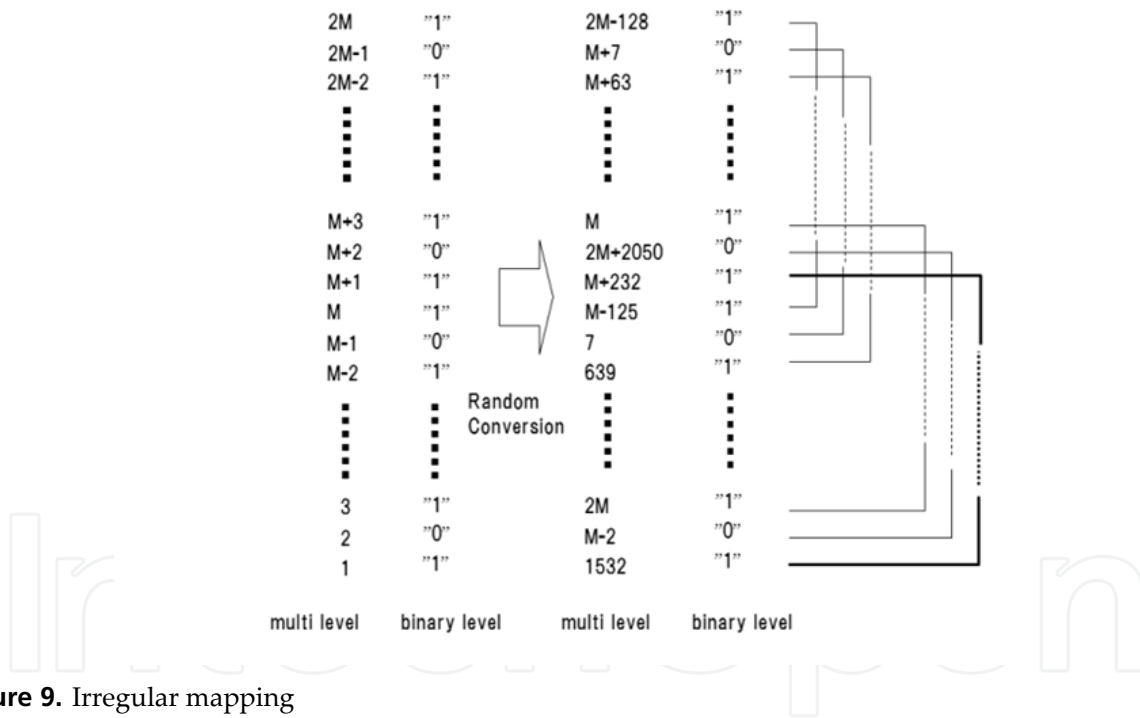 2M ”1” 2M-128 ”1”
2M-1 ”0” M+7 ”0”
2M-2 ”1” M+63 ”1”
M+3 ”1” M ”1”
M+2 ”0” 2M+2050 ”0”
M+1 ”1” M+232 ”1”
M ”1” M-125 ”1”
M-1 ”0” 7 ”0”
M-2 ”1” 639 ”1”
Random
Conversion
3 ”1” 2M ”1”
2 ”0” M-2 ”0”
1 ”1” 1532 ”1”
multi level binary level multi level binary level
ure 9. Irregular mapping